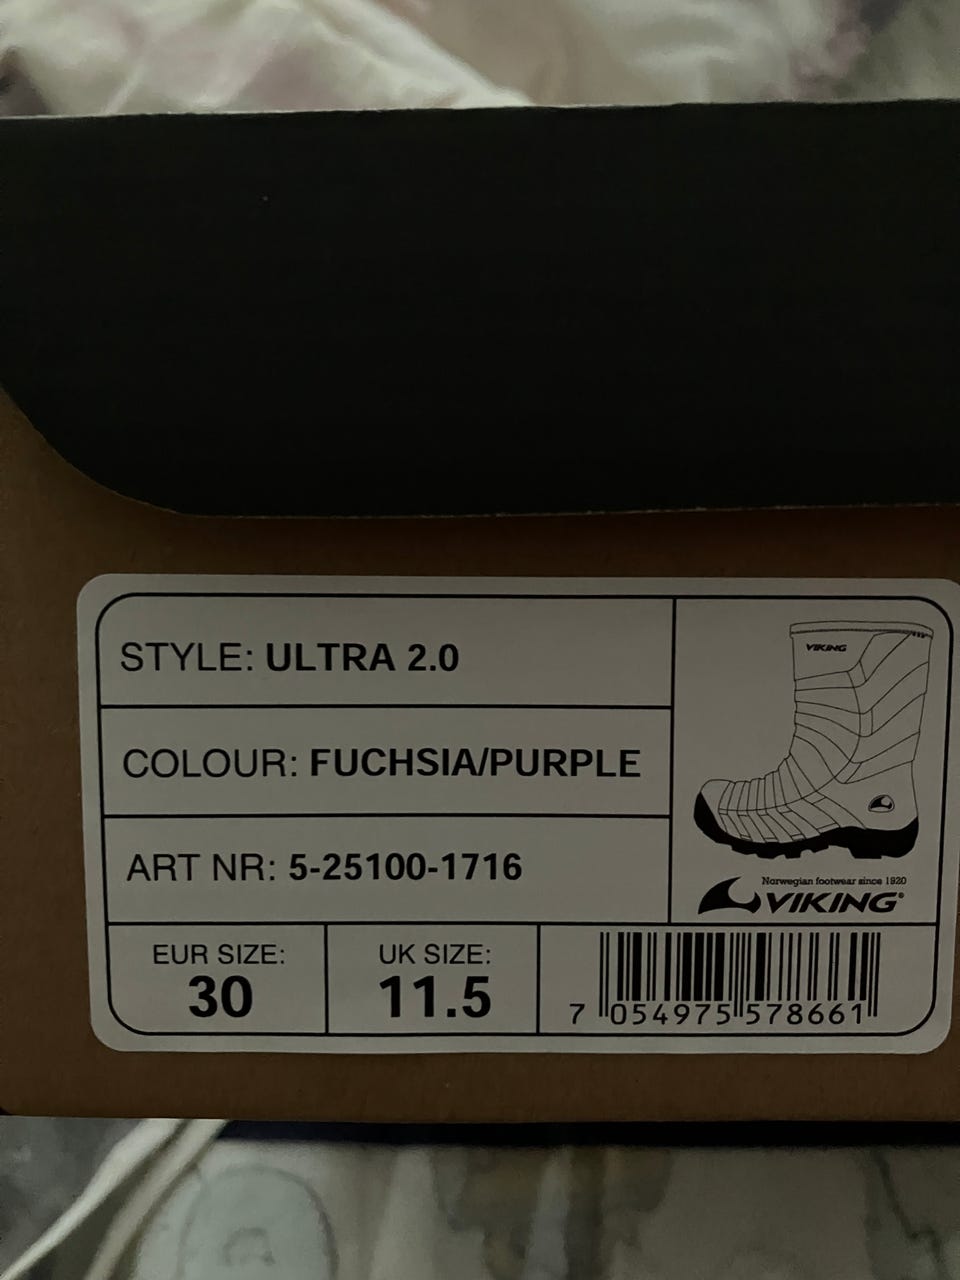 STYLE: ULTRA 2.0
COLOUR: FUCHSIA/PURPLE
ART NR: 5-25100-1716
EUR SIZE:
30
UK SIZE:
11.5
VIKING
Norwegian footwear since 1920
VIKING®
7 054975 578661